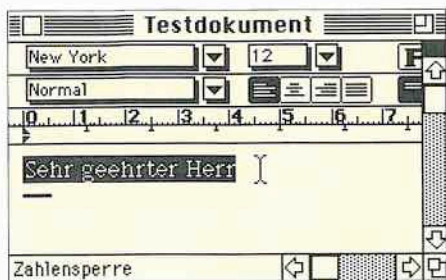 Testdokument
New York 12 F
Normal
0 1 2 3 4 5 6 7
Sehr geehrter Herr
Zahlensperre